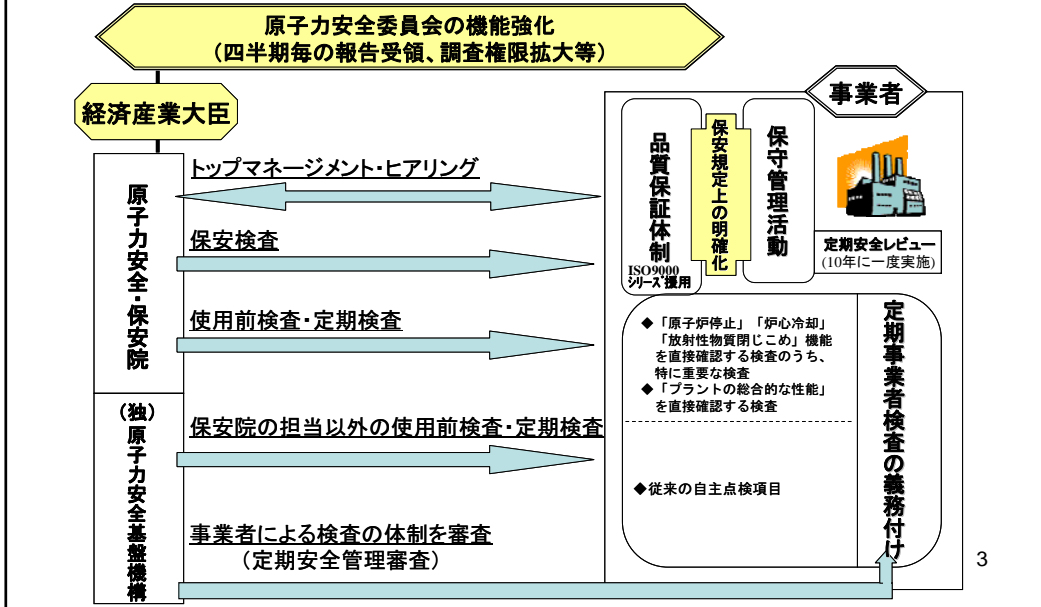 原子力安全委員会の機能強化
（四半期毎の報告受領、調査権限拡大等）
経済産業大臣
事業者
原子力安全・保安院
トップマネージメント・ヒアリング
保安検査
使用前検査・定期検査
品質保証体制
ISO9000
シリーズ援用
保安規定上の明確化
保守管理活動
定期安全レビュー
(10年に一度実施)
◆「原子炉停止」「炉心冷却」
「放射性物質閉じこめ」機能
を直接確認する検査のうち、
特に重要な検査
◆「プラントの総合的な性能」
を直接確認する検査
◆従来の自主点検項目
定期事業者検査の義務付け
（独）原子力安全基盤機構
保安院の担当以外の使用前検査・定期検査
事業者による検査の体制を審査
（定期安全管理審査）
3